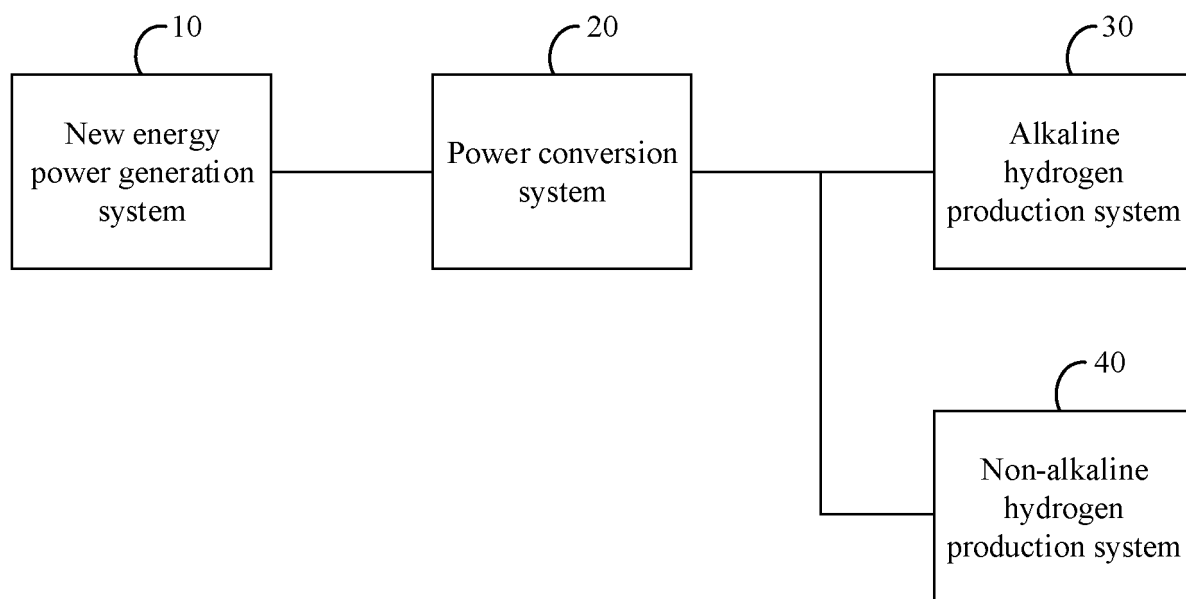 10
20
30
New energy
power generation
system
Power conversion
system
Alkaline
hydrogen
production system
40
Non-alkaline
hydrogen
production system